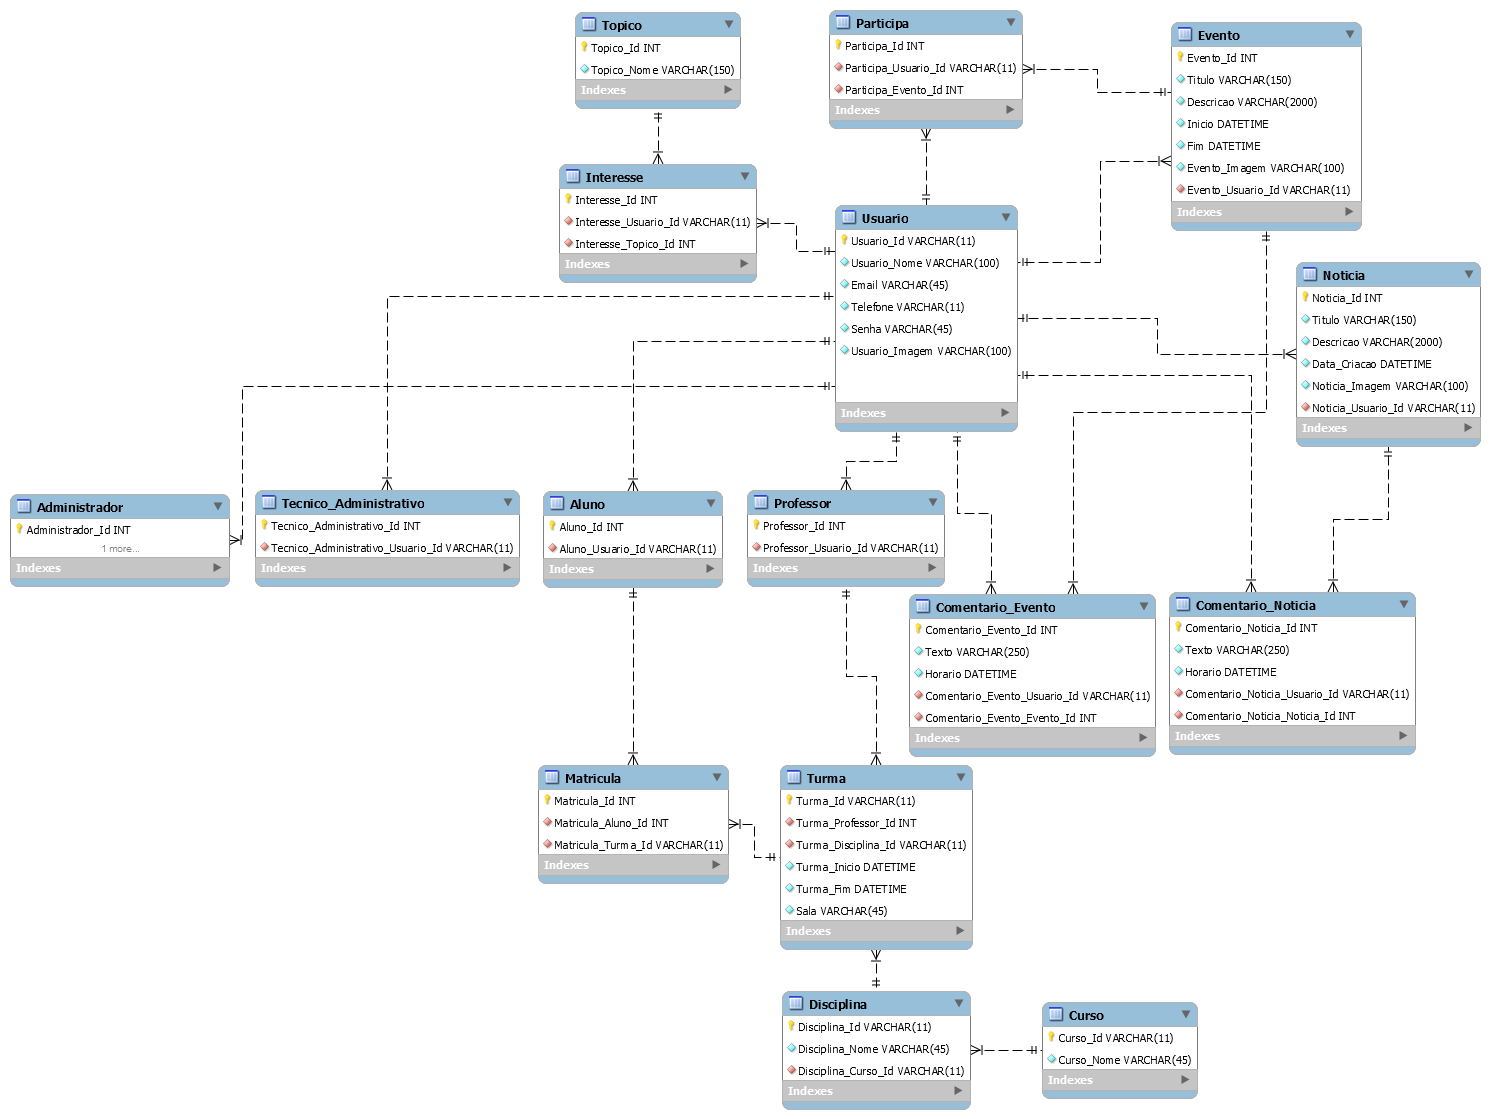 Topico
Topico_Id INT
Topico_Nome VARCHAR(150)
Indexes
Participa
Participa_Id INT
Participa_Usuario_Id VARCHAR(11)
Participa_Evento_Id INT
Indexes
Evento
Evento_Id INT
Titulo VARCHAR(150)
Descricao VARCHAR(2000)
Inicio DATETIME
Fim DATETIME
Evento_Imagem VARCHAR(100)
Evento_Usuario_Id VARCHAR(11)
Indexes
Interesse
Interesse_Id INT
Interesse_Usuario_Id VARCHAR(11)
Interesse_Topico_Id INT
Indexes
Usuario
Usuario_Id VARCHAR(11)
Usuario_Nome VARCHAR(100)
Email VARCHAR(45)
Telefone VARCHAR(11)
Senha VARCHAR(45)
Usuario_Imagem VARCHAR(100)
Indexes
Noticia
Noticia_Id INT
Titulo VARCHAR(150)
Descricao VARCHAR(2000)
Data_Criacao DATETIME
Noticia_Imagem VARCHAR(100)
Noticia_Usuario_Id VARCHAR(11)
Indexes
Administrador
Administrador_Id INT
1 more...
Indexes
Tecnico_Administrativo
Tecnico_Administrativo_Id INT
Tecnico_Administrativo_Usuario_Id VARCHAR(11)
Indexes
Aluno
Aluno_Id INT
Aluno_Usuario_Id VARCHAR(11)
Indexes
Professor
Professor_Id INT
Professor_Usuario_Id VARCHAR(11)
Indexes
Comentario_Evento
Comentario_Evento_Id INT
Texto VARCHAR(250)
Horario DATETIME
Comentario_Evento_Usuario_Id VARCHAR(11)
Comentario_Evento_Evento_Id INT
Indexes
Comentario_Noticia
Comentario_Noticia_Id INT
Texto VARCHAR(250)
Horario DATETIME
Comentario_Noticia_Usuario_Id VARCHAR(11)
Comentario_Noticia_Noticia_Id INT
Indexes
Matricula
Matricula_Id INT
Matricula_Aluno_Id INT
Matricula_Turma_Id VARCHAR(11)
Indexes
Turma
Turma_Id VARCHAR(11)
Turma_Professor_Id INT
Turma_Disciplina_Id VARCHAR(11)
Turma_Inicio DATETIME
Turma_Fim DATETIME
Sala VARCHAR(45)
Indexes
Disciplina
Disciplina_Id VARCHAR(11)
Disciplina_Nome VARCHAR(45)
Disciplina_Curso_Id VARCHAR(11)
Indexes
Curso
Curso_Id VARCHAR(11)
Curso_Nome VARCHAR(45)
Indexes